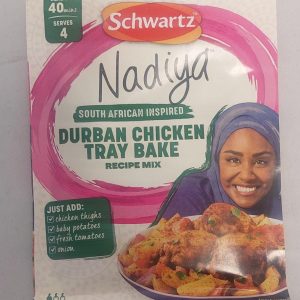 40 mins
SERVES
4
Schwartz
Nadiya
SOUTH AFRICAN INSPIRED
DURBAN CHICKEN
TRAY BAKE
RECIPE MIX
JUST ADD:
chicken thighs
baby potatoes
fresh tomatoes
onion